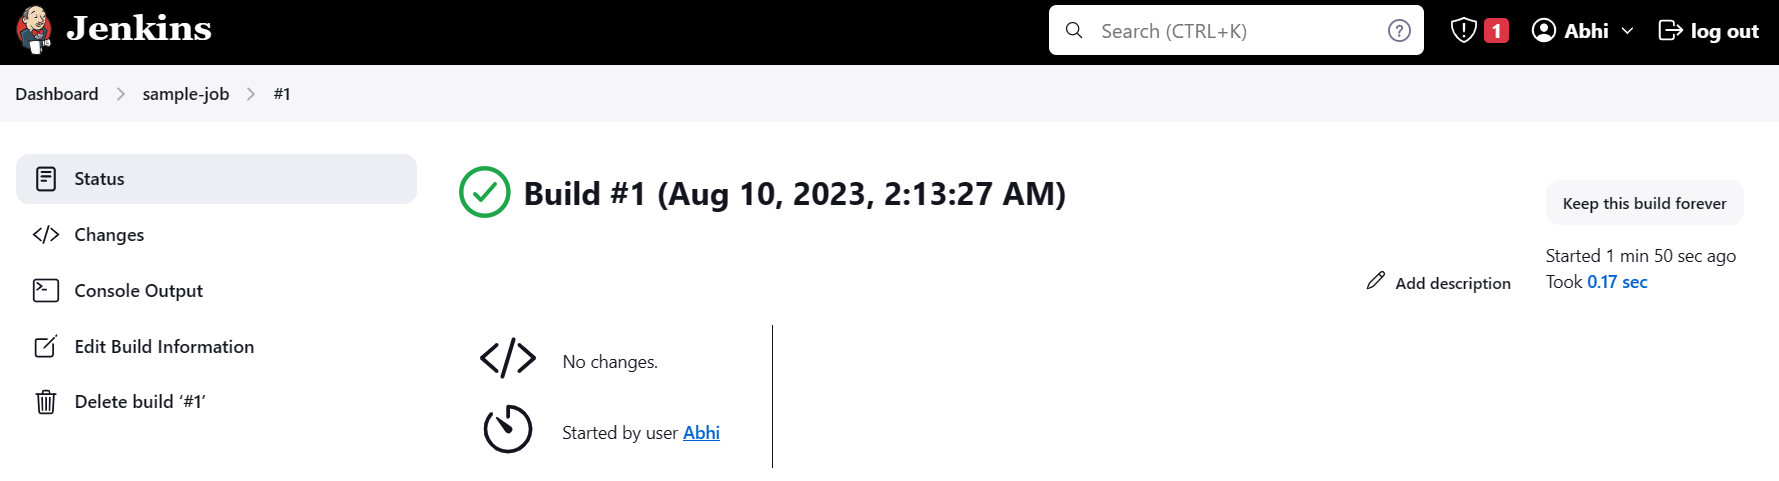 Jenkins
Search (CTRL+K)
?
1
Abhi
log out
Dashboard
sample-job
#1
Status
Changes
Console Output
Edit Build Information
Delete build ‘#1’
Build #1 (Aug 10, 2023, 2:13:27 AM)
Keep this build forever
Started 1 min 50 sec ago
Took 0.17 sec
Add description
No changes.
Started by user Abhi